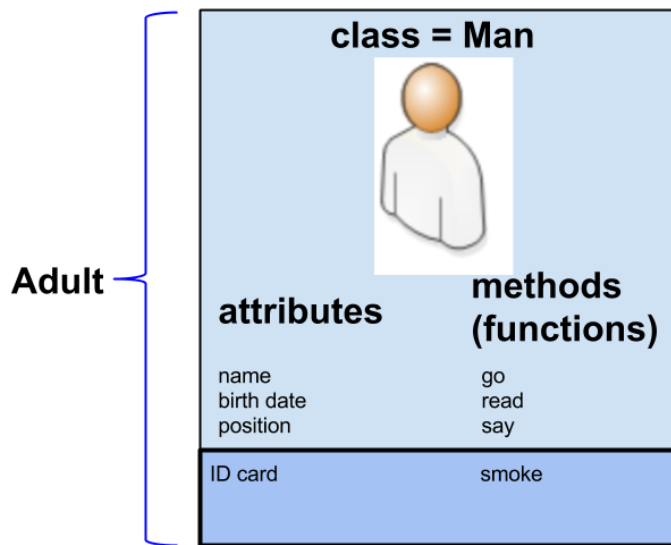 class = Man
Adult
attributes
methods
(functions)
name
birth date
position
go
read
say
ID card
smoke